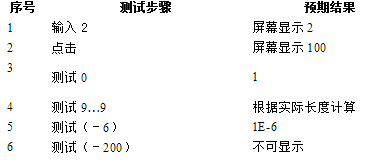 序号 测试步骤 预期结果
1 输入 2 屏幕显示 2
2 点击 屏幕显示 100
3 测试 0 1
4 测试 9…9 根据实际长度计算
5 测试（-6） 1E-6
6 测试（-200） 不可显示